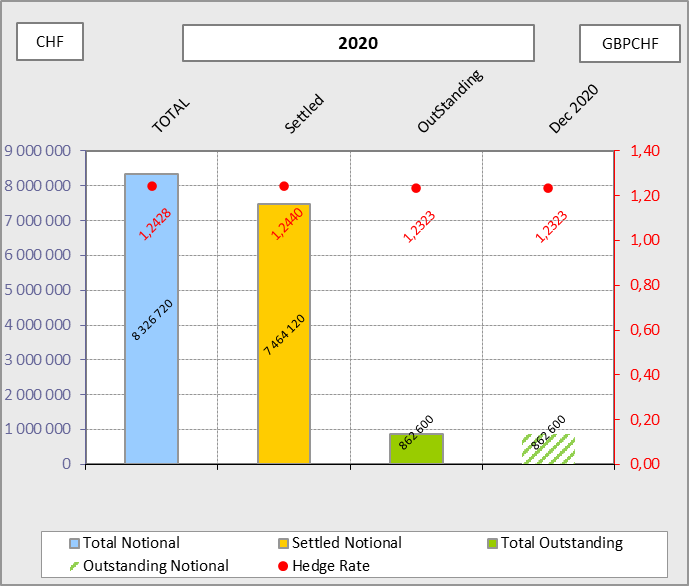 CHF
2020
GBPCHF
TOTAL
Settled
OutStanding
Dec 2020
9 000 000
8 000 000
7 000 000
6 000 000
5 000 000
4 000 000
3 000 000
2 000 000
1 000 000
0
1,2428
1,2440
1,2323
1,2323
8 326 720
7 464 120
862 600
862 600
1,40
1,20
1,00
0,80
0,60
0,40
0,20
0,00
Total Notional
Settled Notional
Total Outstanding
Outstanding Notional
Hedge Rate